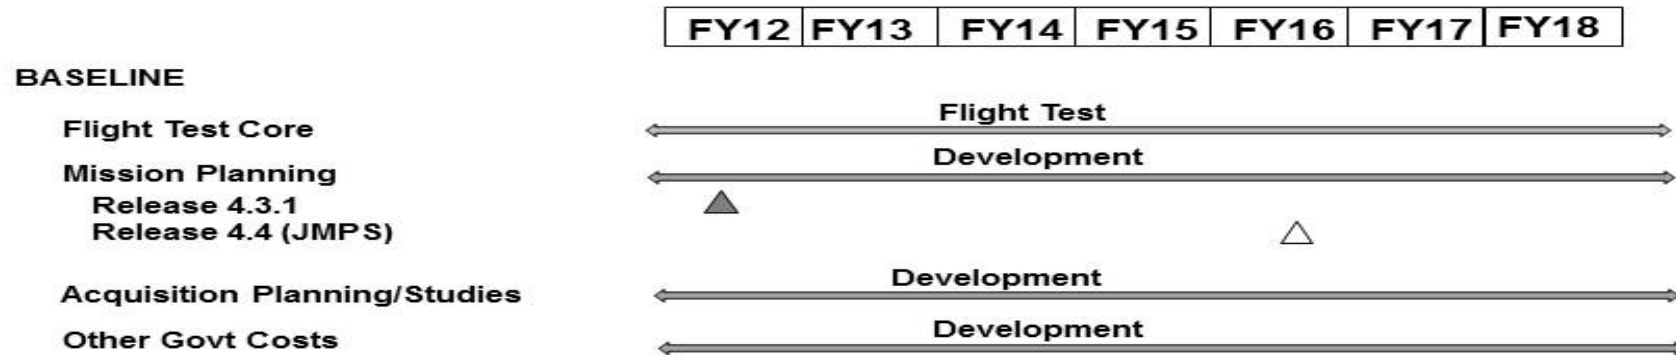 FY12 FY13 FY14 FY15 FY16 FY17 FY18
BASELINE
Flight Test Core Flight Test
Mission Planning Development
Release 4.3.1
Release 4.4 (JMPS)
Acquisition Planning/Studies Development
Other Govt Costs Development